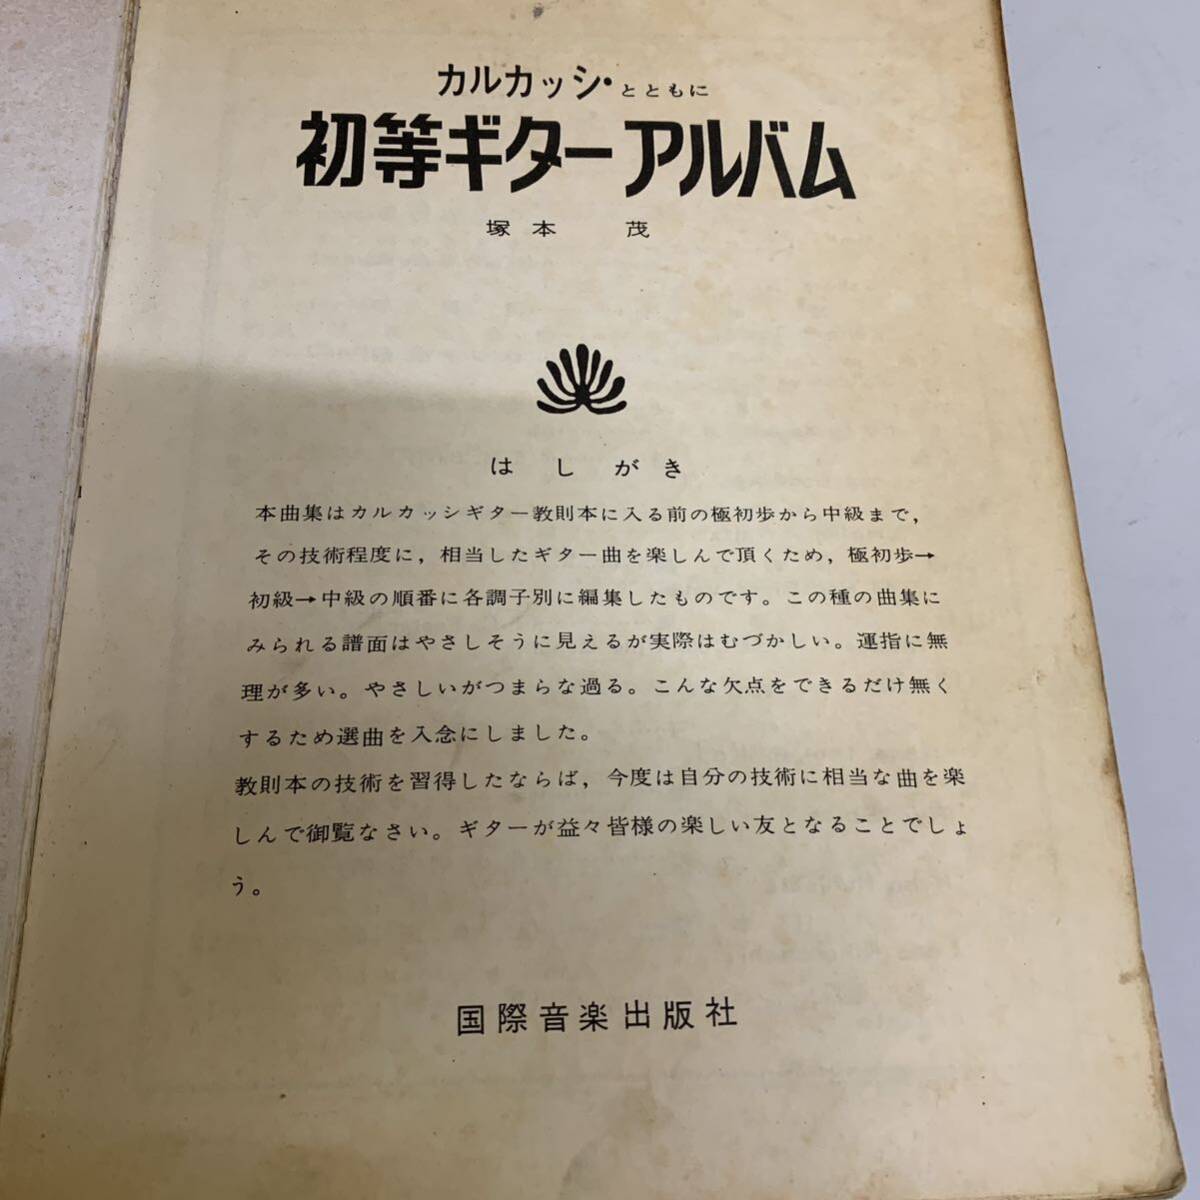 カルカッシ・とともに
初等ギターアルバム
塚本 茂
はしがき
本曲集はカルカッシギター教則本に入る前の極初歩から中級まで，
その技術程度に，相当したギター曲を楽しんで頂くため，極初歩→
初級→中級の順番に各調子別に編集したものです。この種の曲集に
みられる譜面はやさしそうに見えるが実際はむづかしい。運指に無
理が多い。やさしいがつまらな過る。こんな欠点をできるだけ無く
するため選曲を入念にしました。
教則本の技術を習得したならば，今度は自分の技術に相当な曲を楽
しんで御覧なさい。ギターが益々皆様の楽しい友となることでしょ
う。
国際音楽出版社